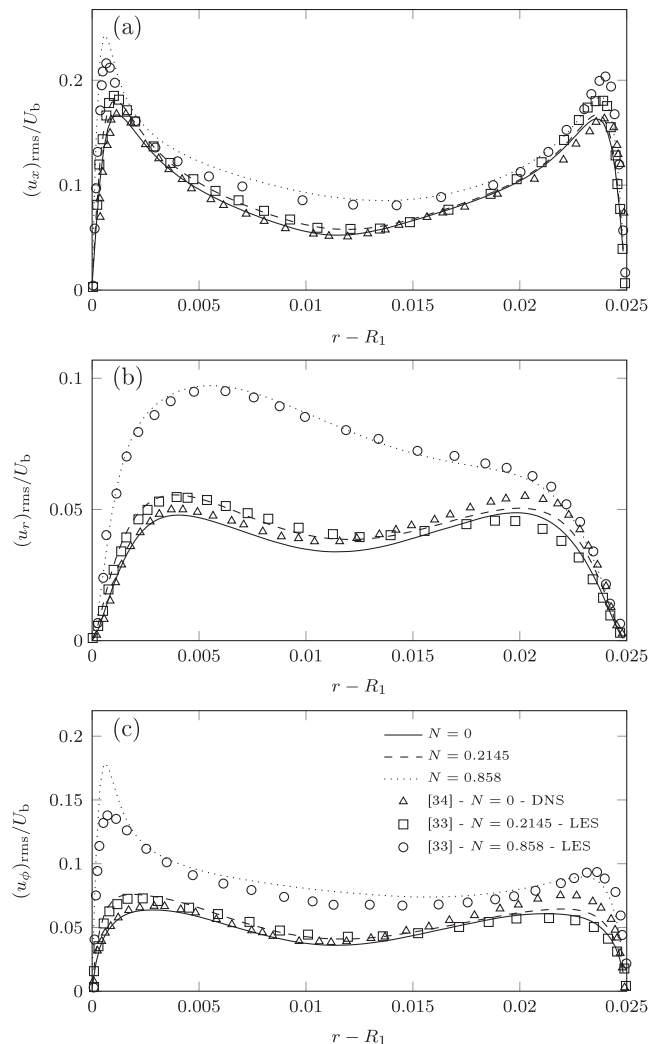 (a)
0.2
0.1
0
(u_x)_rms/U_b
0 0.005 0.01 0.015 0.02 0.025
r − R_1
(b)
0.1
0.05
0
(u_r)_rms/U_b
0 0.005 0.01 0.015 0.02 0.025
r − R_1
(c)
0.2
0.15
0.1
0.05
0
(u_ϕ)_rms/U_b
N = 0
N = 0.2145
N = 0.858
[34] - N = 0 - DNS
[33] - N = 0.2145 - LES
[33] - N = 0.858 - LES
0 0.005 0.01 0.015 0.02 0.025
r − R_1